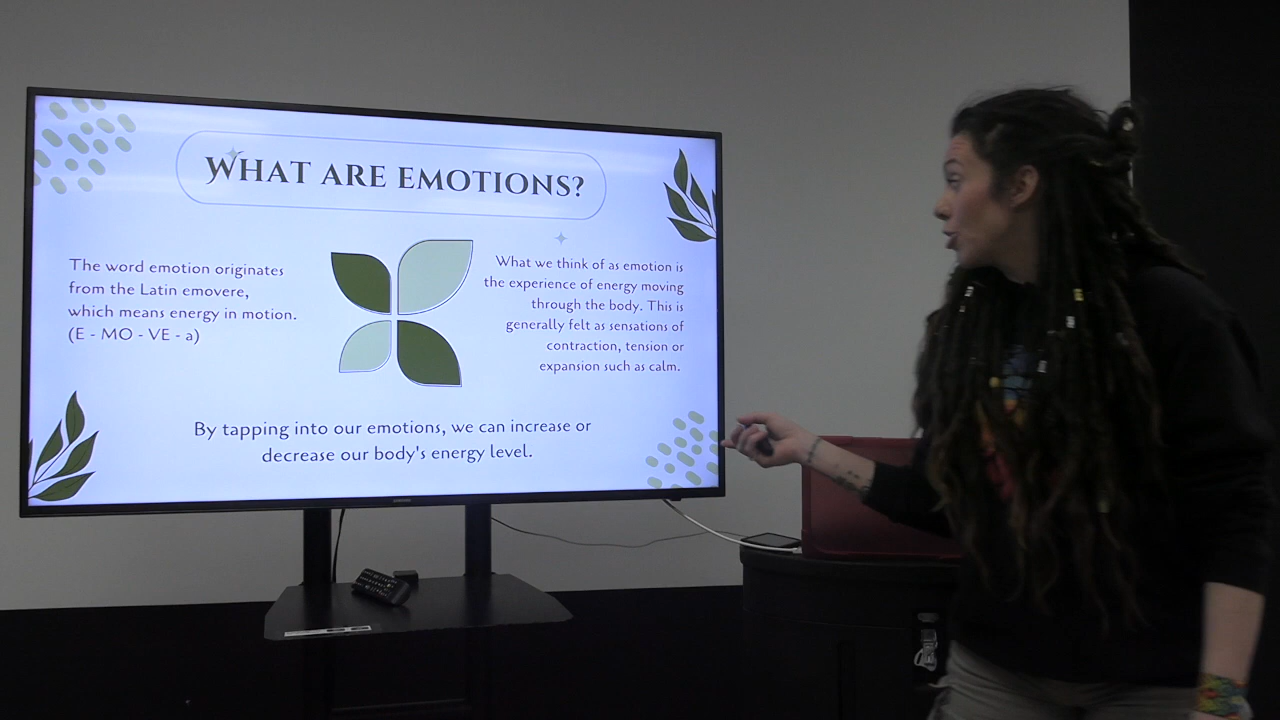 WHAT ARE EMOTIONS?
The word emotion originates
from the Latin emovere,
which means energy in motion.
(E - MO - VE - a)
What we think of as emotion is
the experience of energy moving
through the body. This is
generally felt as sensations of
contraction, tension or
expansion such as calm.
By tapping into our emotions, we can increase or
decrease our body's energy level.
SAMSUNG